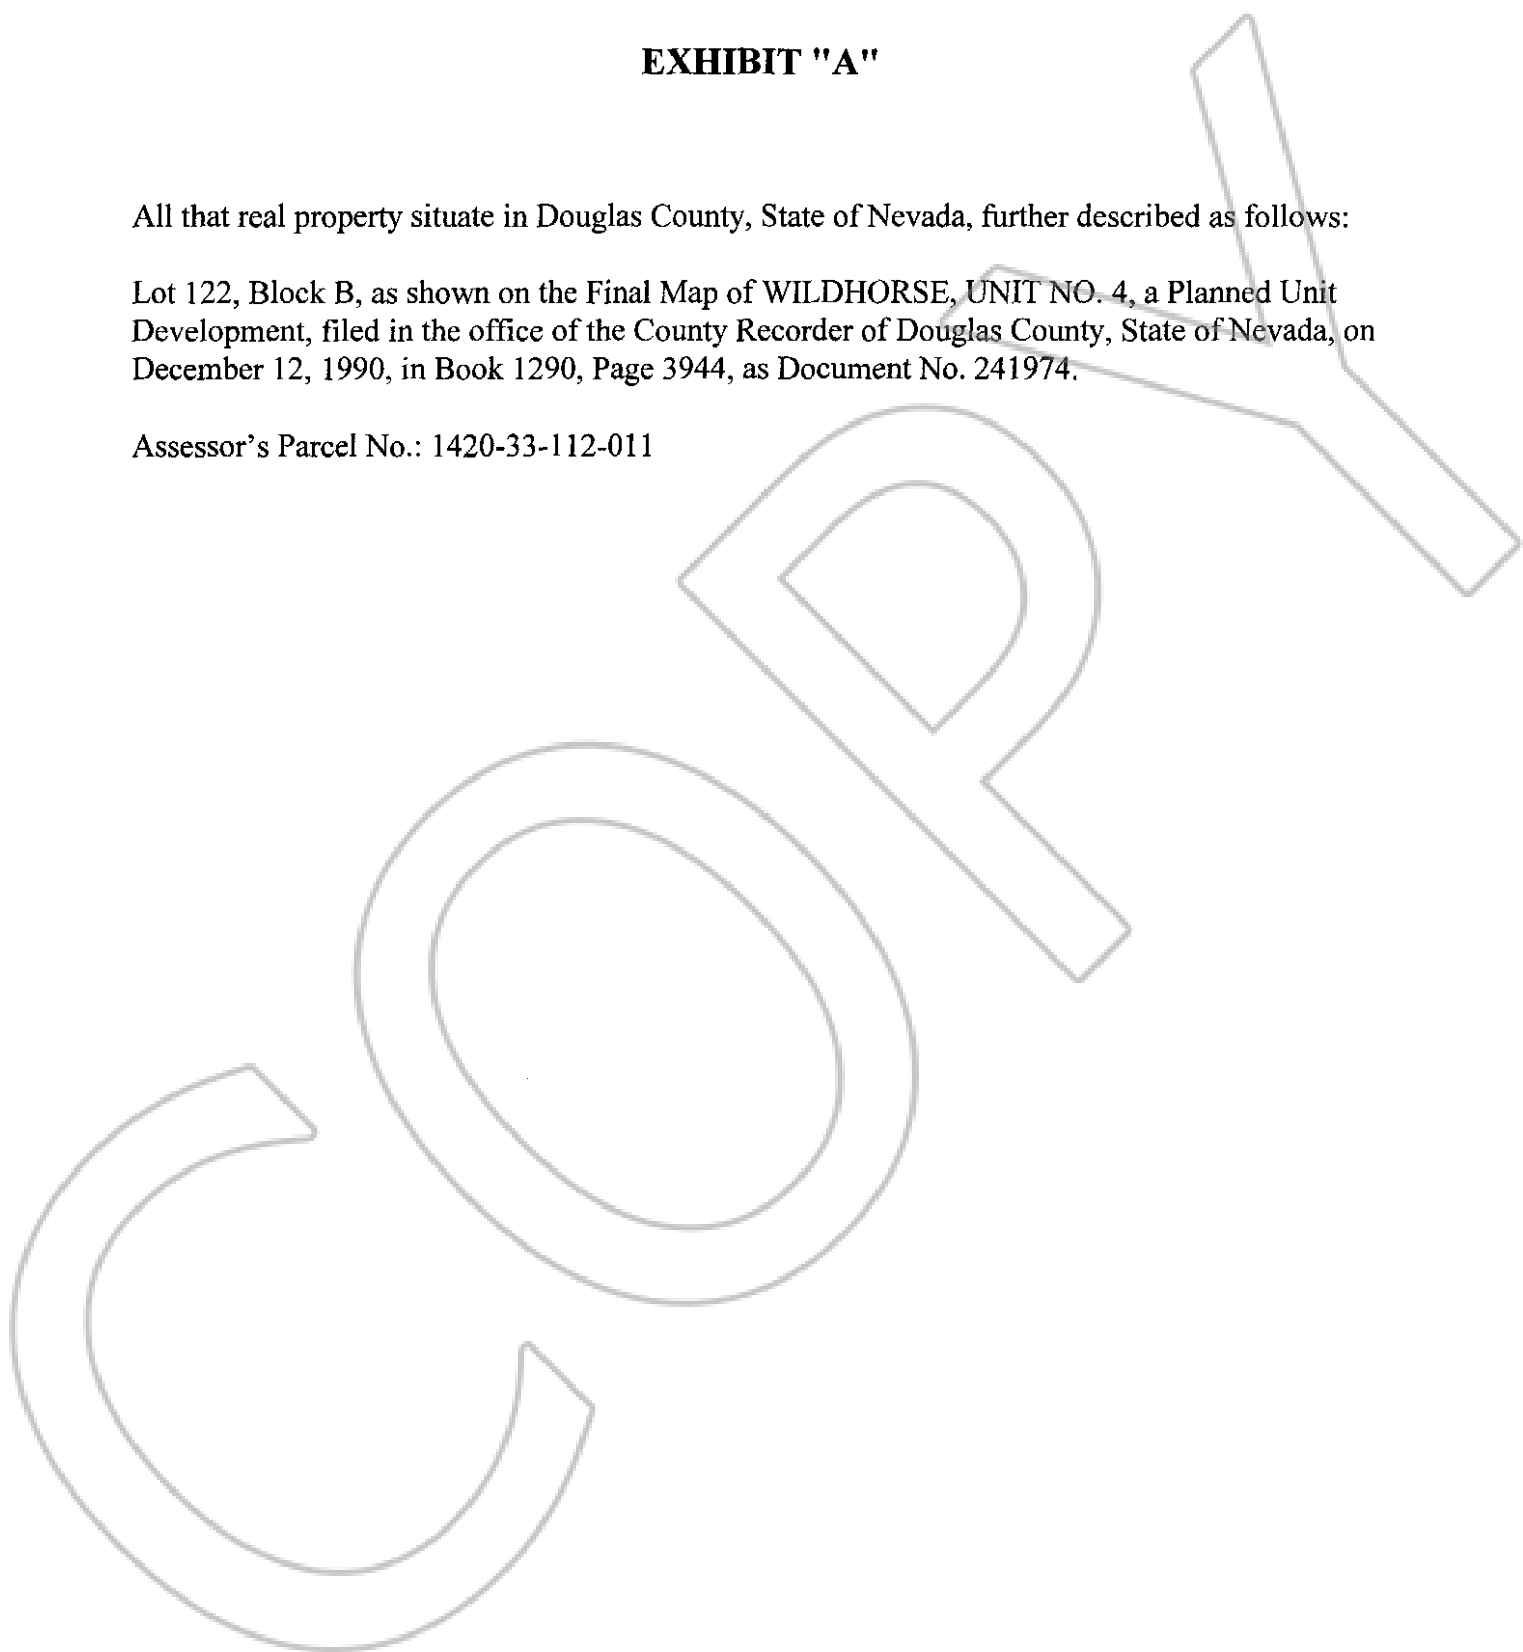 EXHIBIT "A"
All that real property situate in Douglas County, State of Nevada, further described as follows:
Lot 122, Block B, as shown on the Final Map of WILDHORSE, UNIT NO. 4, a Planned Unit
Development, filed in the office of the County Recorder of Douglas County, State of Nevada, on
December 12, 1990, in Book 1290, Page 3944, as Document No. 241974.
Assessor's Parcel No.: 1420-33-112-011
COPY